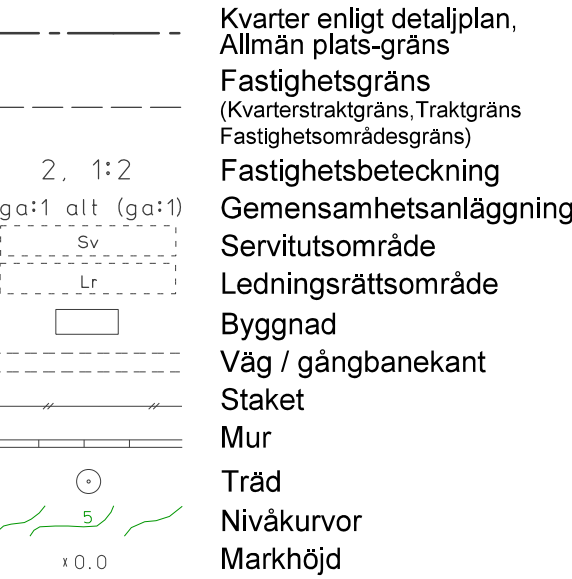 Kvarter enligt detaljplan,
Allmän plats-gräns
Fastighetsgräns
(Kvarterstraktgräns,Traktgräns
Fastighetsområdesgräns)
2, 1:2 Fastighetsbeteckning
ga:1 alt (ga:1) Gemensamhetsanläggning
Sv Servitutsområde
Lr Ledningsrättsområde
Byggnad
Väg / gångbanekant
Staket
Mur
Träd
5 Nivåkurvor
x0.0 Markhöjd